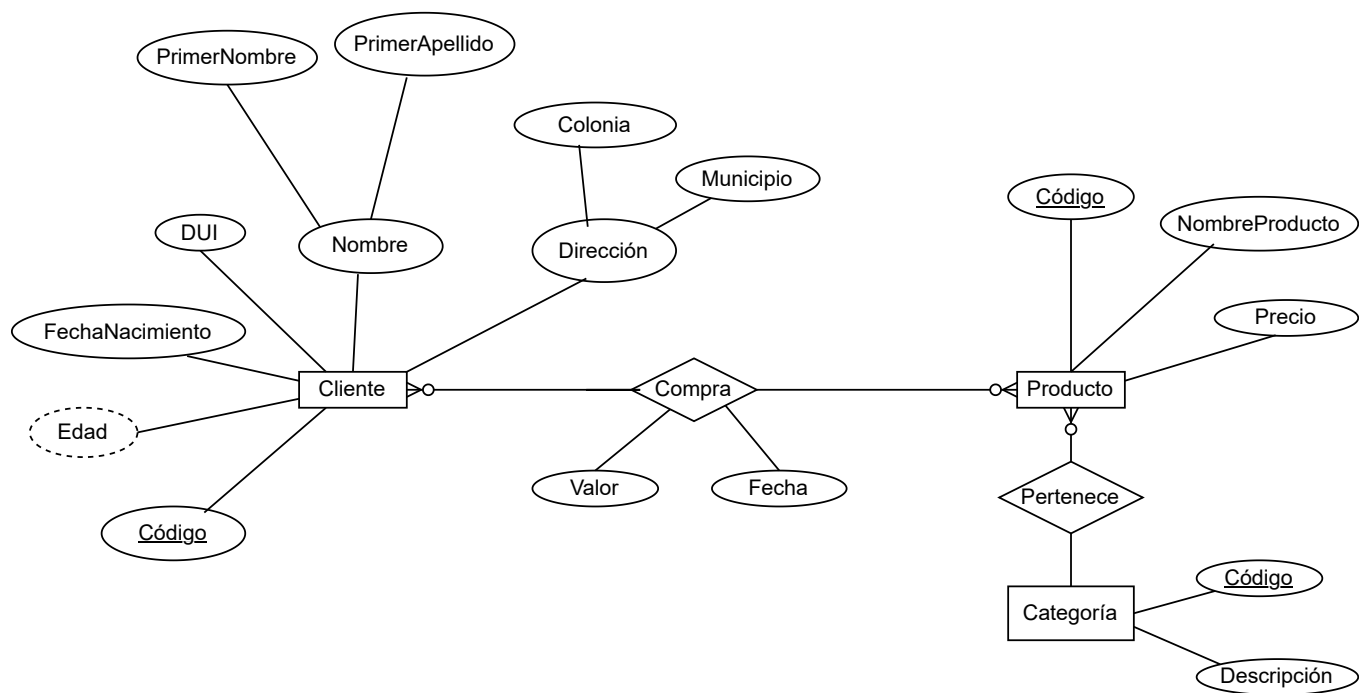 PrimerNombre
PrimerApellido
Colonia
Municipio
Código
NombreProducto
DUI
Nombre
Dirección
FechaNacimiento
Precio
Cliente
Compra
Producto
Edad
Valor
Fecha
Pertenece
Código
Código
Categoría
Descripción